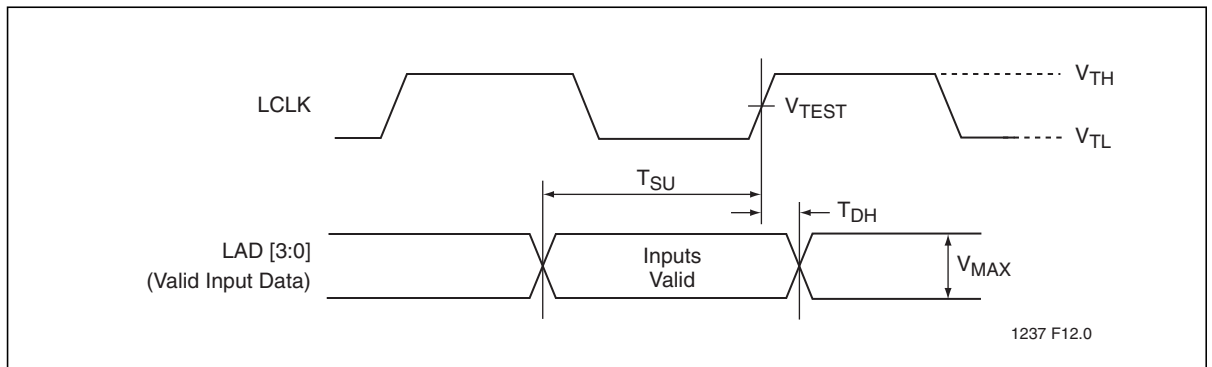 LCLK
VTH
VTEST
VTL
TSU
TDH
LAD [3:0]
(Valid Input Data)
Inputs
Valid
VMAX
1237 F12.0